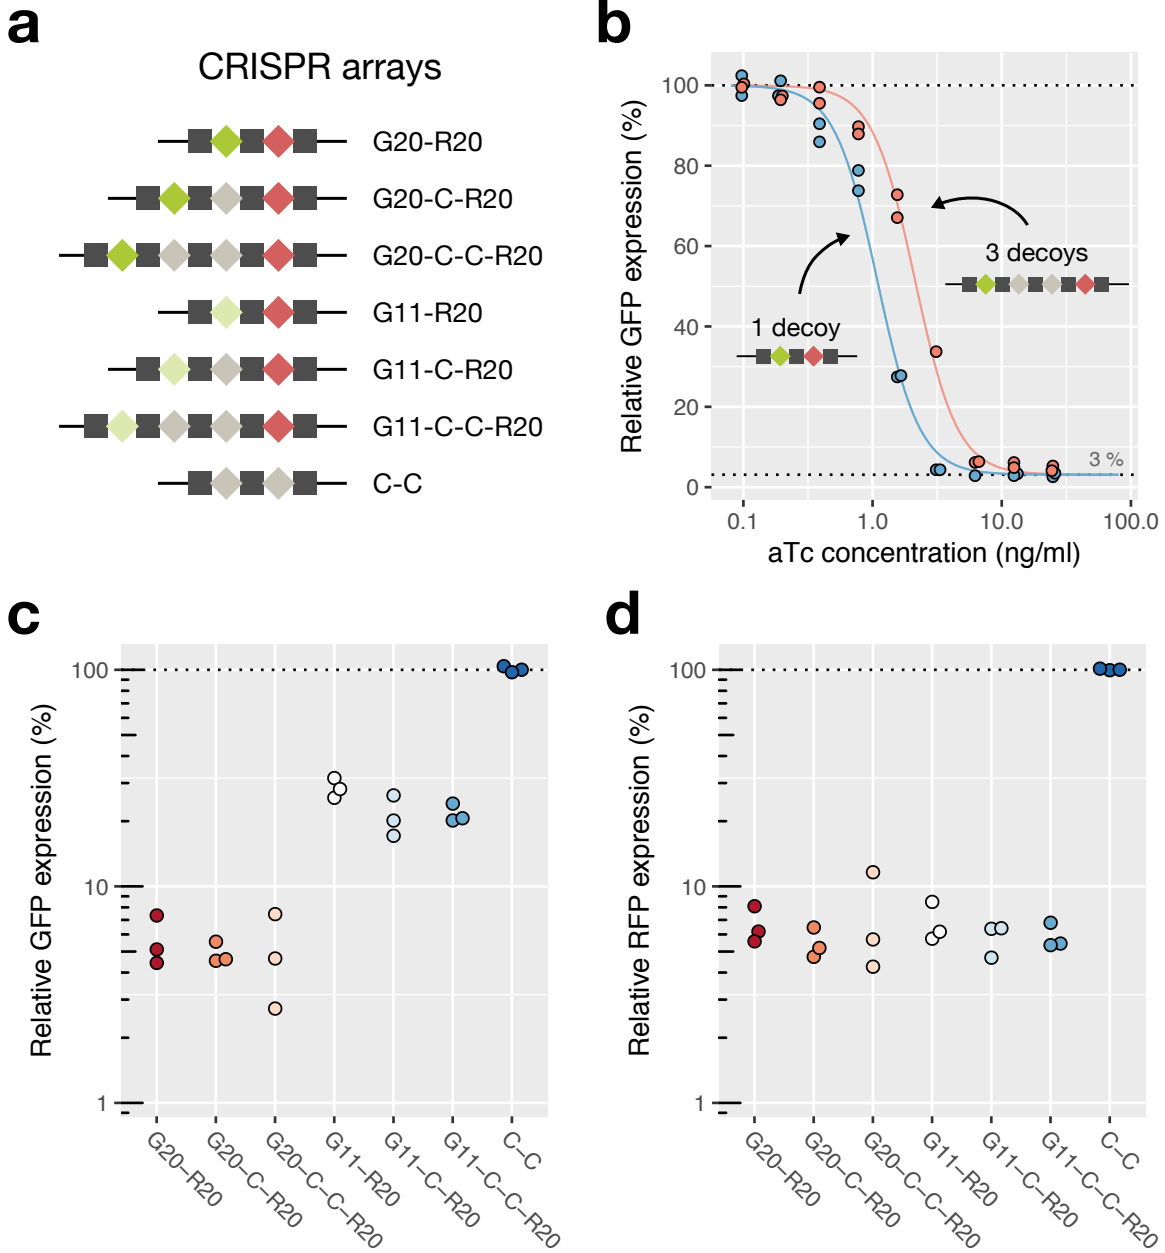 a
CRISPR arrays
G20-R20
G20-C-R20
G20-C-C-R20
G11-R20
G11-C-R20
G11-C-C-R20
C-C
b
Relative GFP expression (%)
100
80
60
40
20
0
3 decoys
1 decoy
3 %
0.1
1.0
10.0
100.0
aTc concentration (ng/ml)
c
Relative GFP expression (%)
100
10
1
G20–R20
G20–C–R20
G20–C–C–R20
G11–R20
G11–C–R20
G11–C–C–R20
C–C
d
Relative RFP expression (%)
100
10
1
G20–R20
G20–C–R20
G20–C–C–R20
G11–R20
G11–C–R20
G11–C–C–R20
C–C